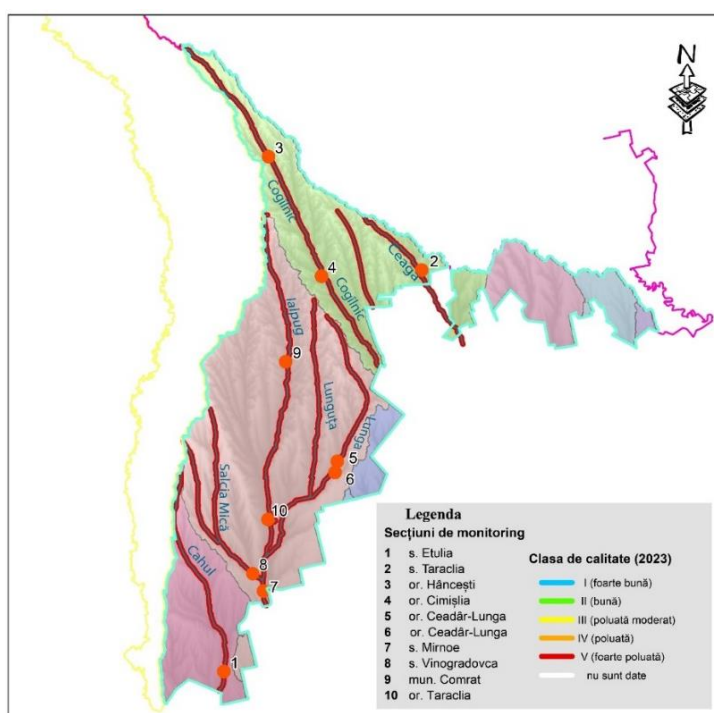 N
3
Cogîlnic
2
Ceaga
4
Cogîlnic
Ialpug
9
Lunguța
Lunga
5
6
Salcia Mică
10
Cahul
8
7
1
Legenda
Secțiuni de monitoring
1 s. Etulia
2 s. Taraclia
3 or. Hâncești
4 or. Cimișlia
5 or. Ceadâr-Lunga
6 or. Ceadâr-Lunga
7 s. Mirnoe
8 s. Vinogradovca
9 mun. Comrat
10 or. Taraclia
Clasa de calitate (2023)
I (foarte bună)
II (bună)
III (poluată moderat)
IV (poluată)
V (foarte poluată)
nu sunt date